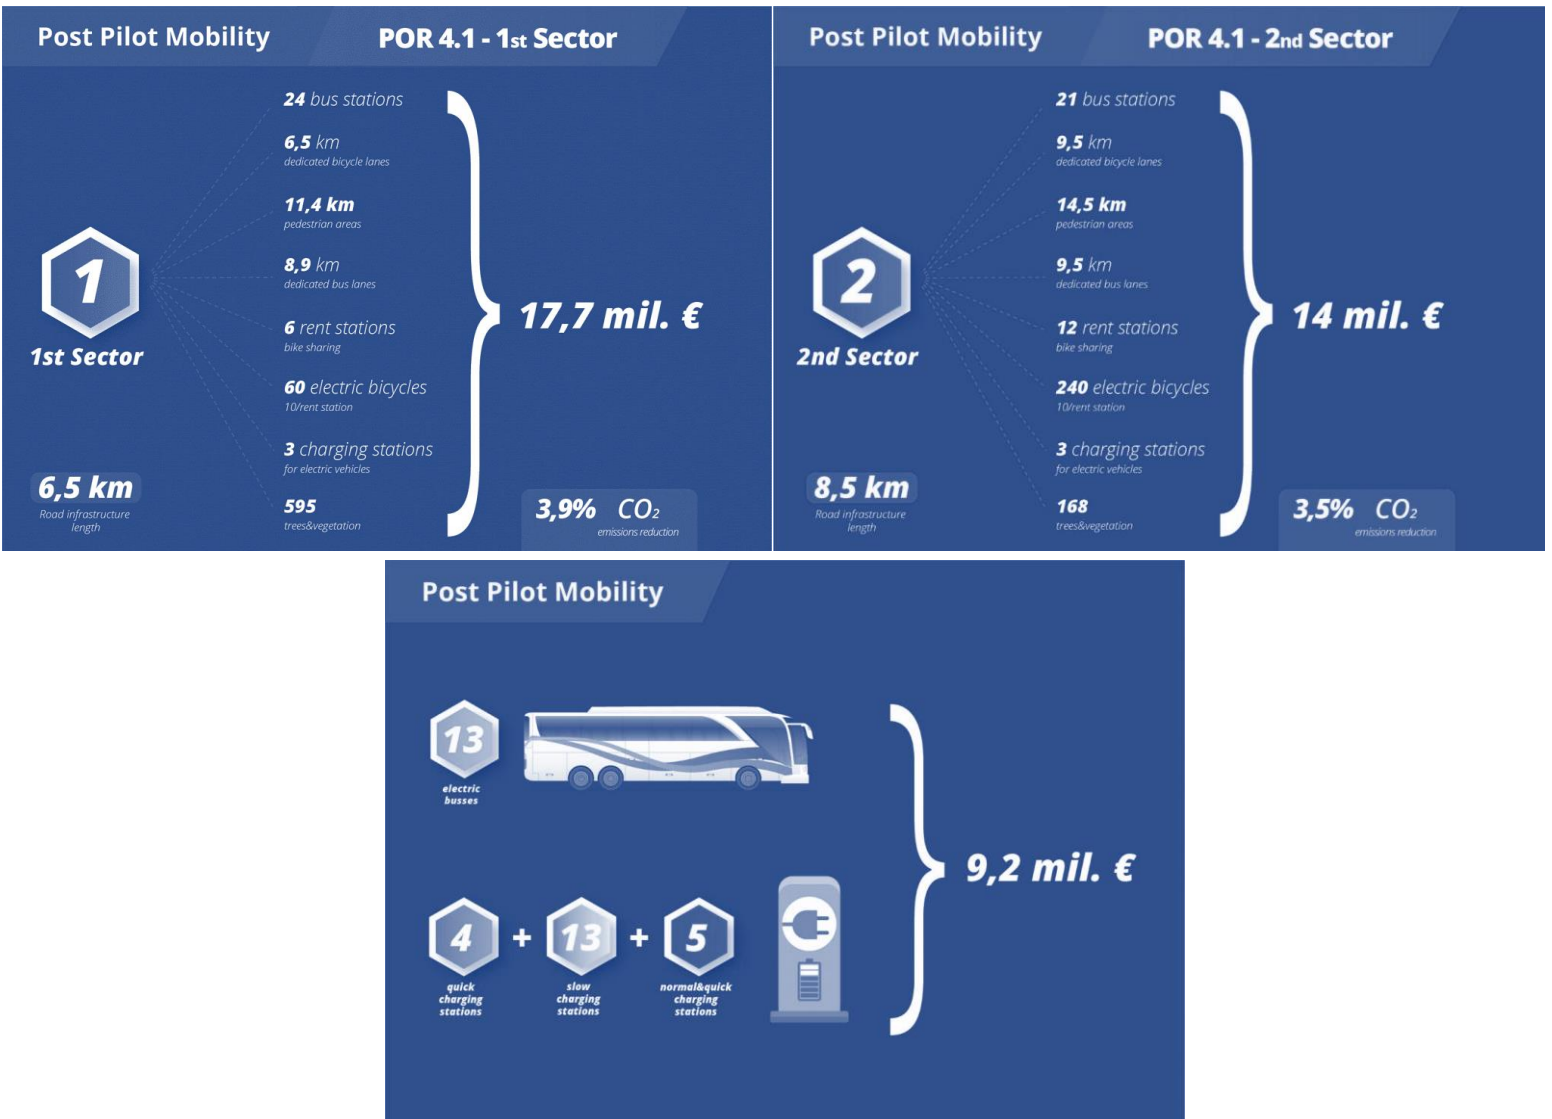 Post Pilot Mobility
POR 4.1 - 1st Sector
24 bus stations
6,5 km
dedicated bicycle lanes
11,4 km
pedestrian areas
8,9 km
dedicated bus lanes
6 rent stations
bike sharing
60 electric bicycles
10/rent station
3 charging stations
for electric vehicles
595
trees&vegetation
1
1st Sector
6,5 km
Road infrastructure
length
17,7 mil. €
3,9% CO2
emissions reduction
Post Pilot Mobility
POR 4.1 - 2nd Sector
21 bus stations
9,5 km
dedicated bicycle lanes
14,5 km
pedestrian areas
9,5 km
dedicated bus lanes
12 rent stations
bike sharing
240 electric bicycles
10/rent station
3 charging stations
for electric vehicles
168
trees&vegetation
2
2nd Sector
8,5 km
Road infrastructure
length
14 mil. €
3,5% CO2
emissions reduction
Post Pilot Mobility
13
electric
busses
4 + 13 + 5
quick
charging
stations
slow
charging
stations
normal&quick
charging
stations
9,2 mil. €